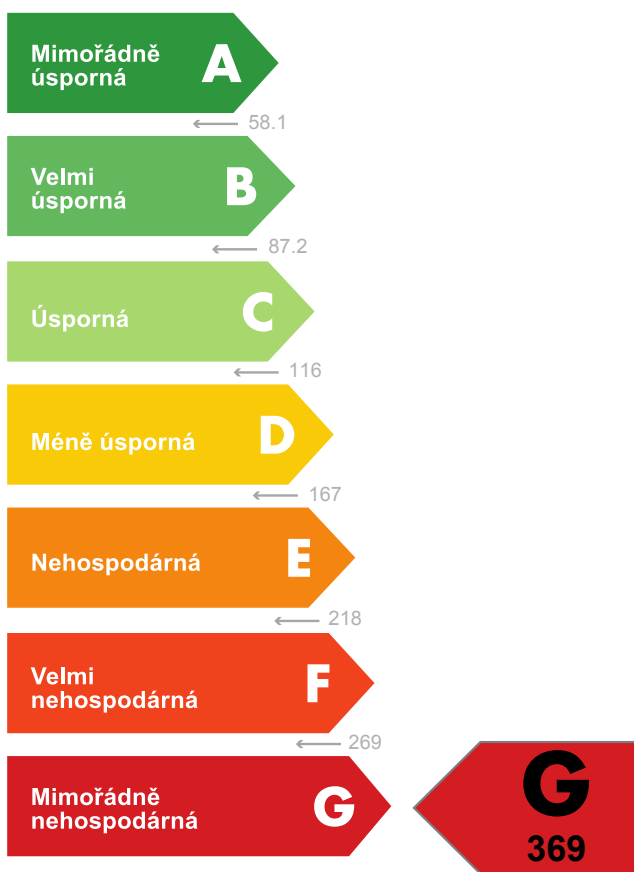 Mimořádně
úsporná
A
58.1
Velmi
úsporná
B
87.2
Úsporná
C
116
Méně úsporná
D
167
Nehospodárná
E
218
Velmi
nehospodárná
F
269
Mimořádně
nehospodárná
G
G
369